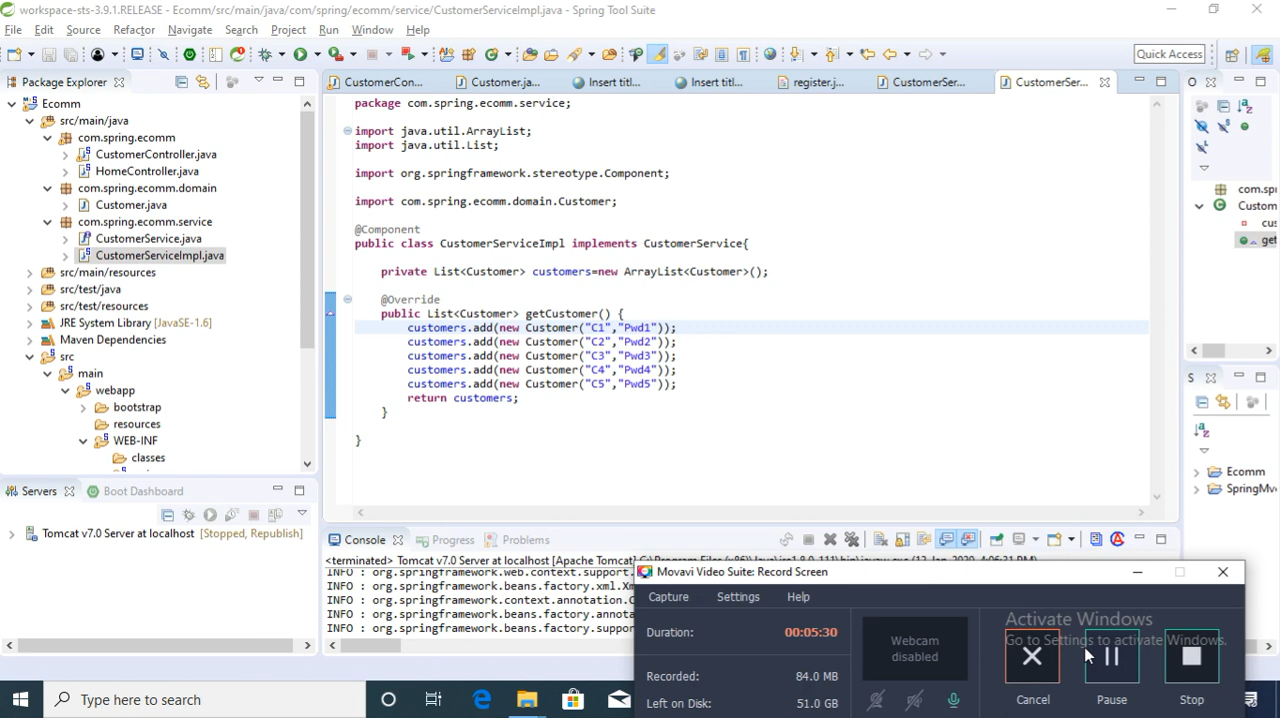 workspace-sts-3.9.1.RELEASE - Ecomm/src/main/java/com/spring/ecomm/service/CustomerServiceImpl.java - Spring Tool Suite
File Edit Source Refactor Navigate Search Project Run Window Help
Quick Access
Package Explorer
Ecomm
src/main/java
com.spring.ecomm
CustomerController.java
HomeController.java
com.spring.ecomm.domain
Customer.java
com.spring.ecomm.service
CustomerService.java
CustomerServiceImpl.java
src/main/resources
src/test/java
src/test/resources
JRE System Library [JavaSE-1.6]
Maven Dependencies
src
main
webapp
bootstrap
resources
WEB-INF
classes
Servers Boot Dashboard
Tomcat v7.0 Server at localhost [Stopped, Republish]
CustomerCon... Customer.ja... Insert titl... Insert titl... register.j... CustomerSer... CustomerSer...
package com.spring.ecomm.service;
import java.util.ArrayList;
import java.util.List;
import org.springframework.stereotype.Component;
import com.spring.ecomm.domain.Customer;
@Component
public class CustomerServiceImpl implements CustomerService{
private List<Customer> customers=new ArrayList<Customer>();
@Override
public List<Customer> getCustomer() {
customers.add(new Customer("C1","Pwd1"));
customers.add(new Customer("C2","Pwd2"));
customers.add(new Customer("C3","Pwd3"));
customers.add(new Customer("C4","Pwd4"));
customers.add(new Customer("C5","Pwd5"));
return customers;
}
}
O
com.sp
Custom
cus
get
S
Ecomm
SpringMv
Console Progress Problems
<terminated> Tomcat v7.0 Server at localhost [Apache Tomcat]
INFO : org.springframework.web.context.support.
INFO : org.springframework.beans.factory.xml.Xm
INFO : org.springframework.context.annotation.C
INFO : org.springframework.beans.factory.annota
INFO : org.springframework.beans.factory.suppor
Movavi Video Suite: Record Screen
Capture Settings Help
Duration: 00:05:30
Recorded: 84.0 MB
Left on Disk: 51.0 GB
Webcam
disabled
Activate Windows
Go to Settings to activate Windows.
Cancel Pause Stop
Type here to search